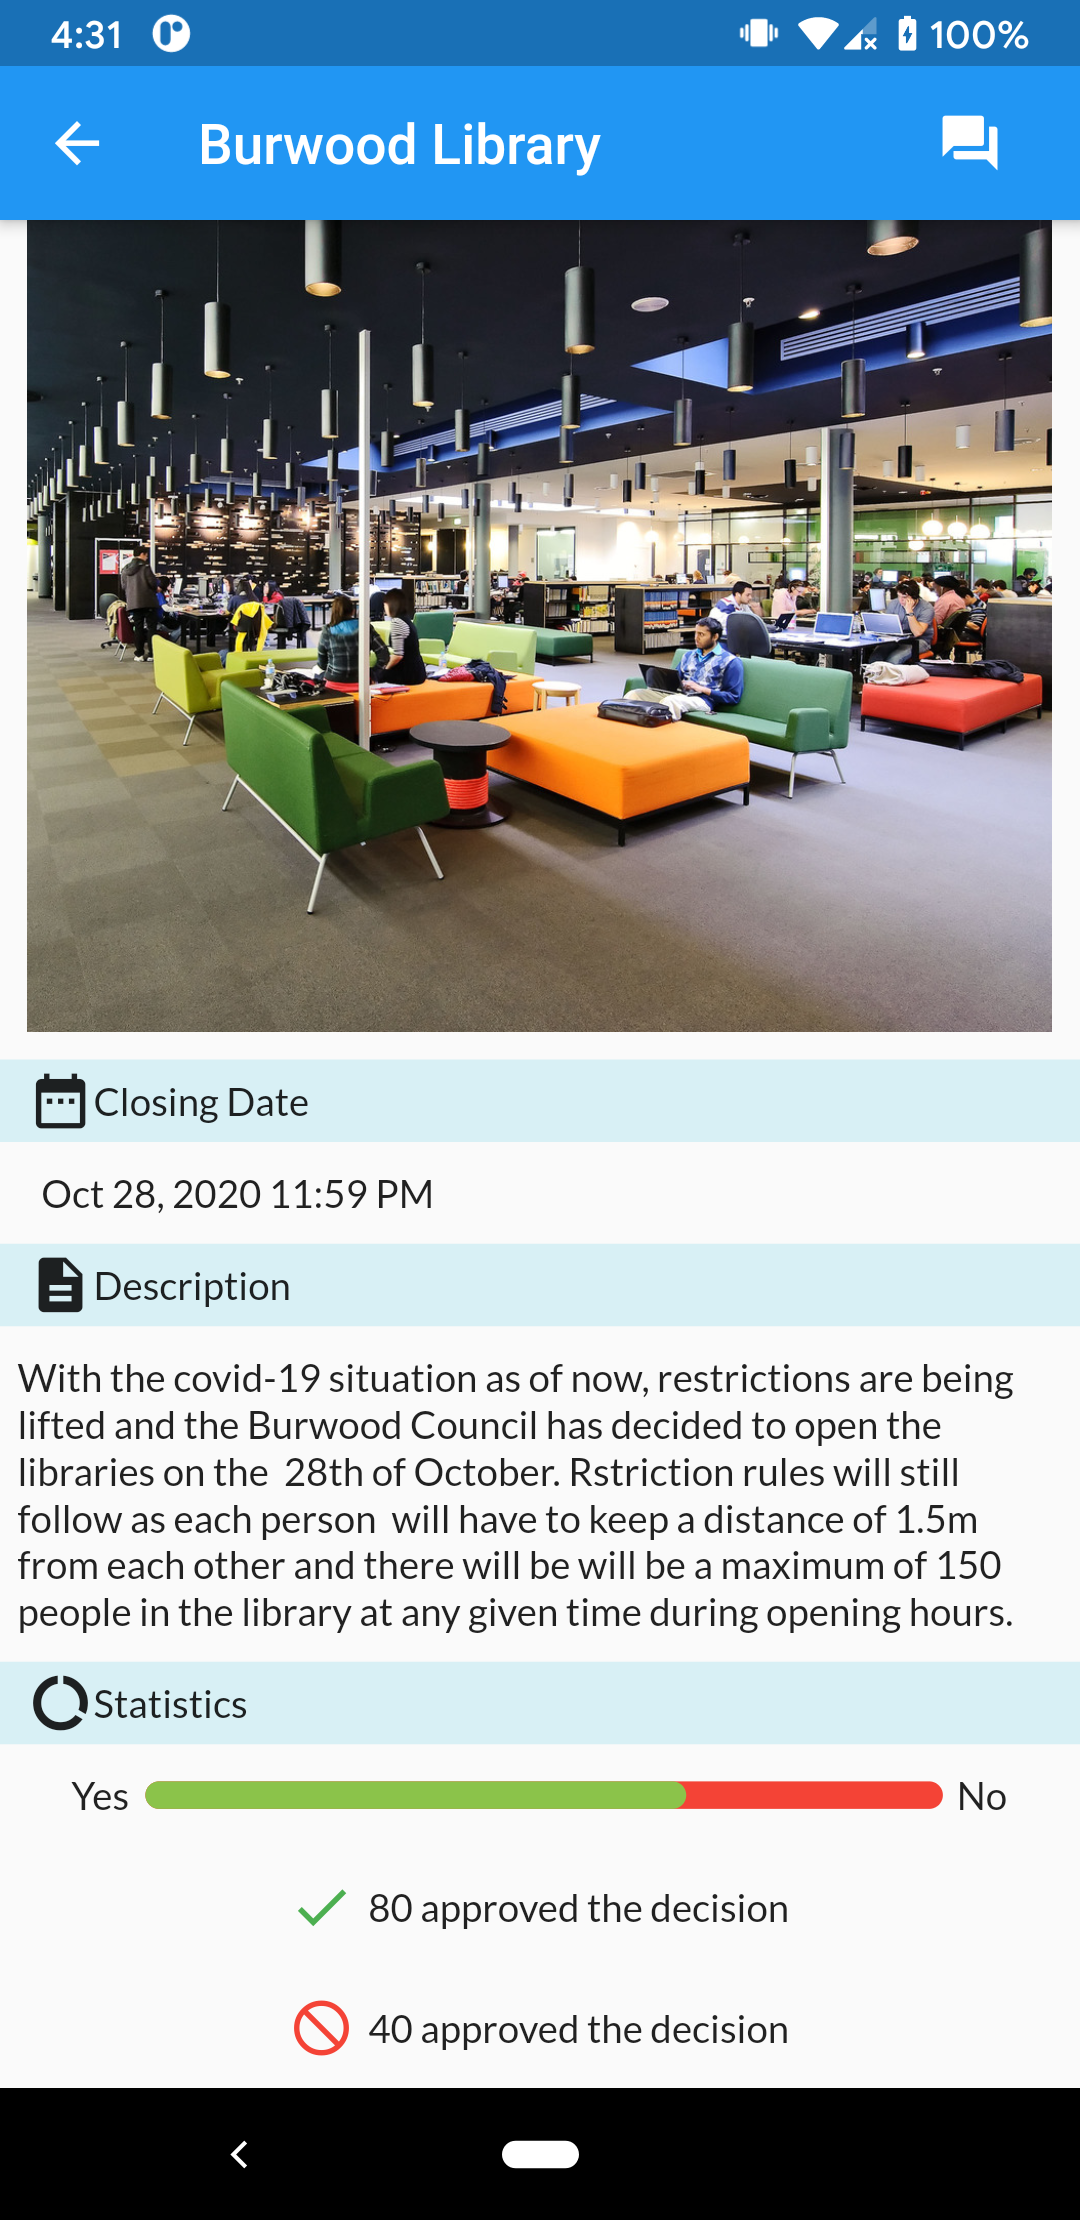 4:31
100%
Burwood Library
Closing Date
Oct 28, 2020 11:59 PM
Description
With the covid-19 situation as of now, restrictions are being
lifted and the Burwood Council has decided to open the
libraries on the  28th of October. Rstriction rules will still
follow as each person  will have to keep a distance of 1.5m
from each other and there will be will be a maximum of 150
people in the library at any given time during opening hours.
Statistics
Yes No
80 approved the decision
40 approved the decision